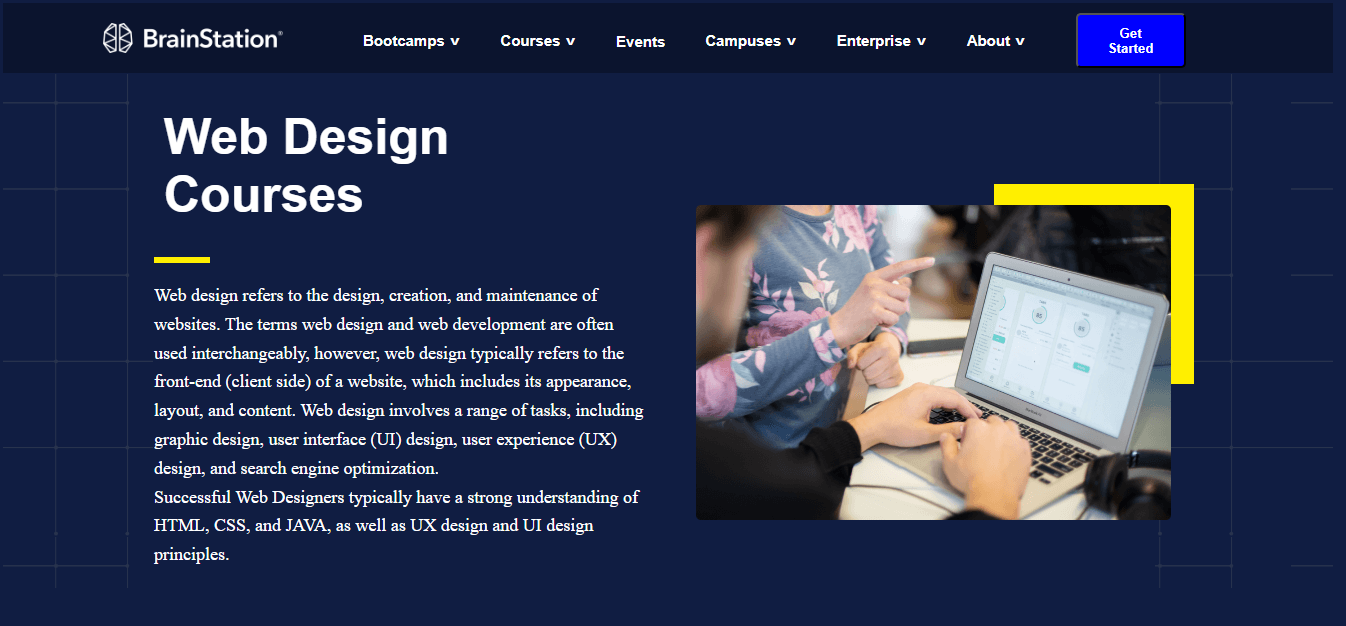 BrainStation®
Bootcamps
Courses
Events
Campuses
Enterprise
About
Get
Started
Web Design
Courses
Web design refers to the design, creation, and maintenance of
websites. The terms web design and web development are often
used interchangeably, however, web design typically refers to the
front-end (client side) of a website, which includes its appearance,
layout, and content. Web design involves a range of tasks, including
graphic design, user interface (UI) design, user experience (UX)
design, and search engine optimization.
Successful Web Designers typically have a strong understanding of
HTML, CSS, and JAVA, as well as UX design and UI design
principles.